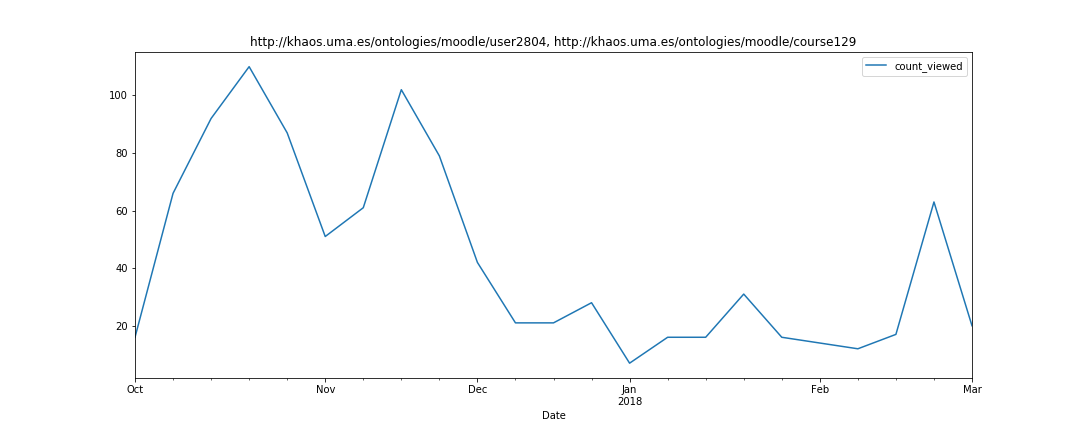 http://khaos.uma.es/ontologies/moodle/user2804, http://khaos.uma.es/ontologies/moodle/course129
count_viewed
100
80
60
40
20
Oct Nov Dec Jan Feb Mar
2018
Date